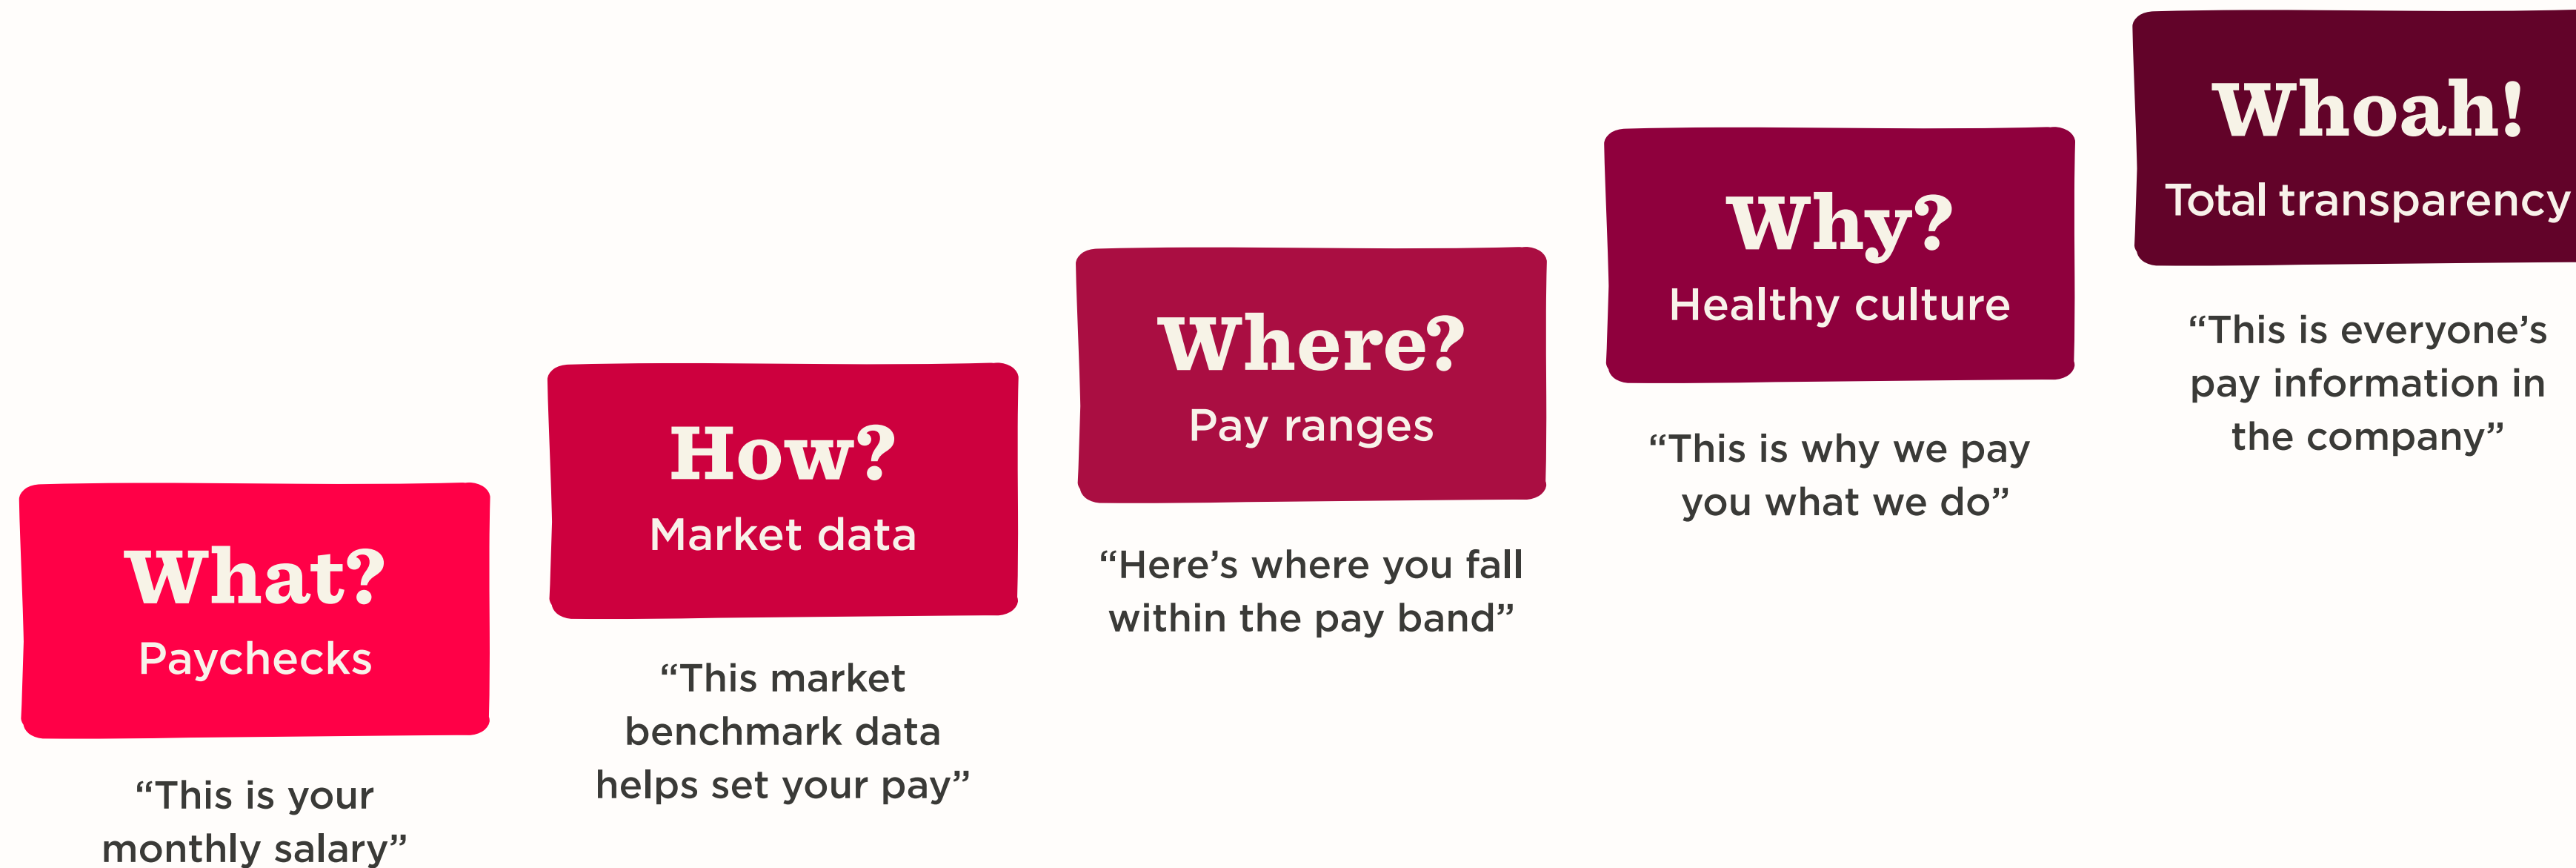 What?
Paychecks
“This is your
monthly salary”
How?
Market data
“This market
benchmark data
helps set your pay”
Where?
Pay ranges
“Here’s where you fall
within the pay band”
Why?
Healthy culture
“This is why we pay
you what we do”
Whoah!
Total transparency
“This is everyone’s
pay information in
the company”